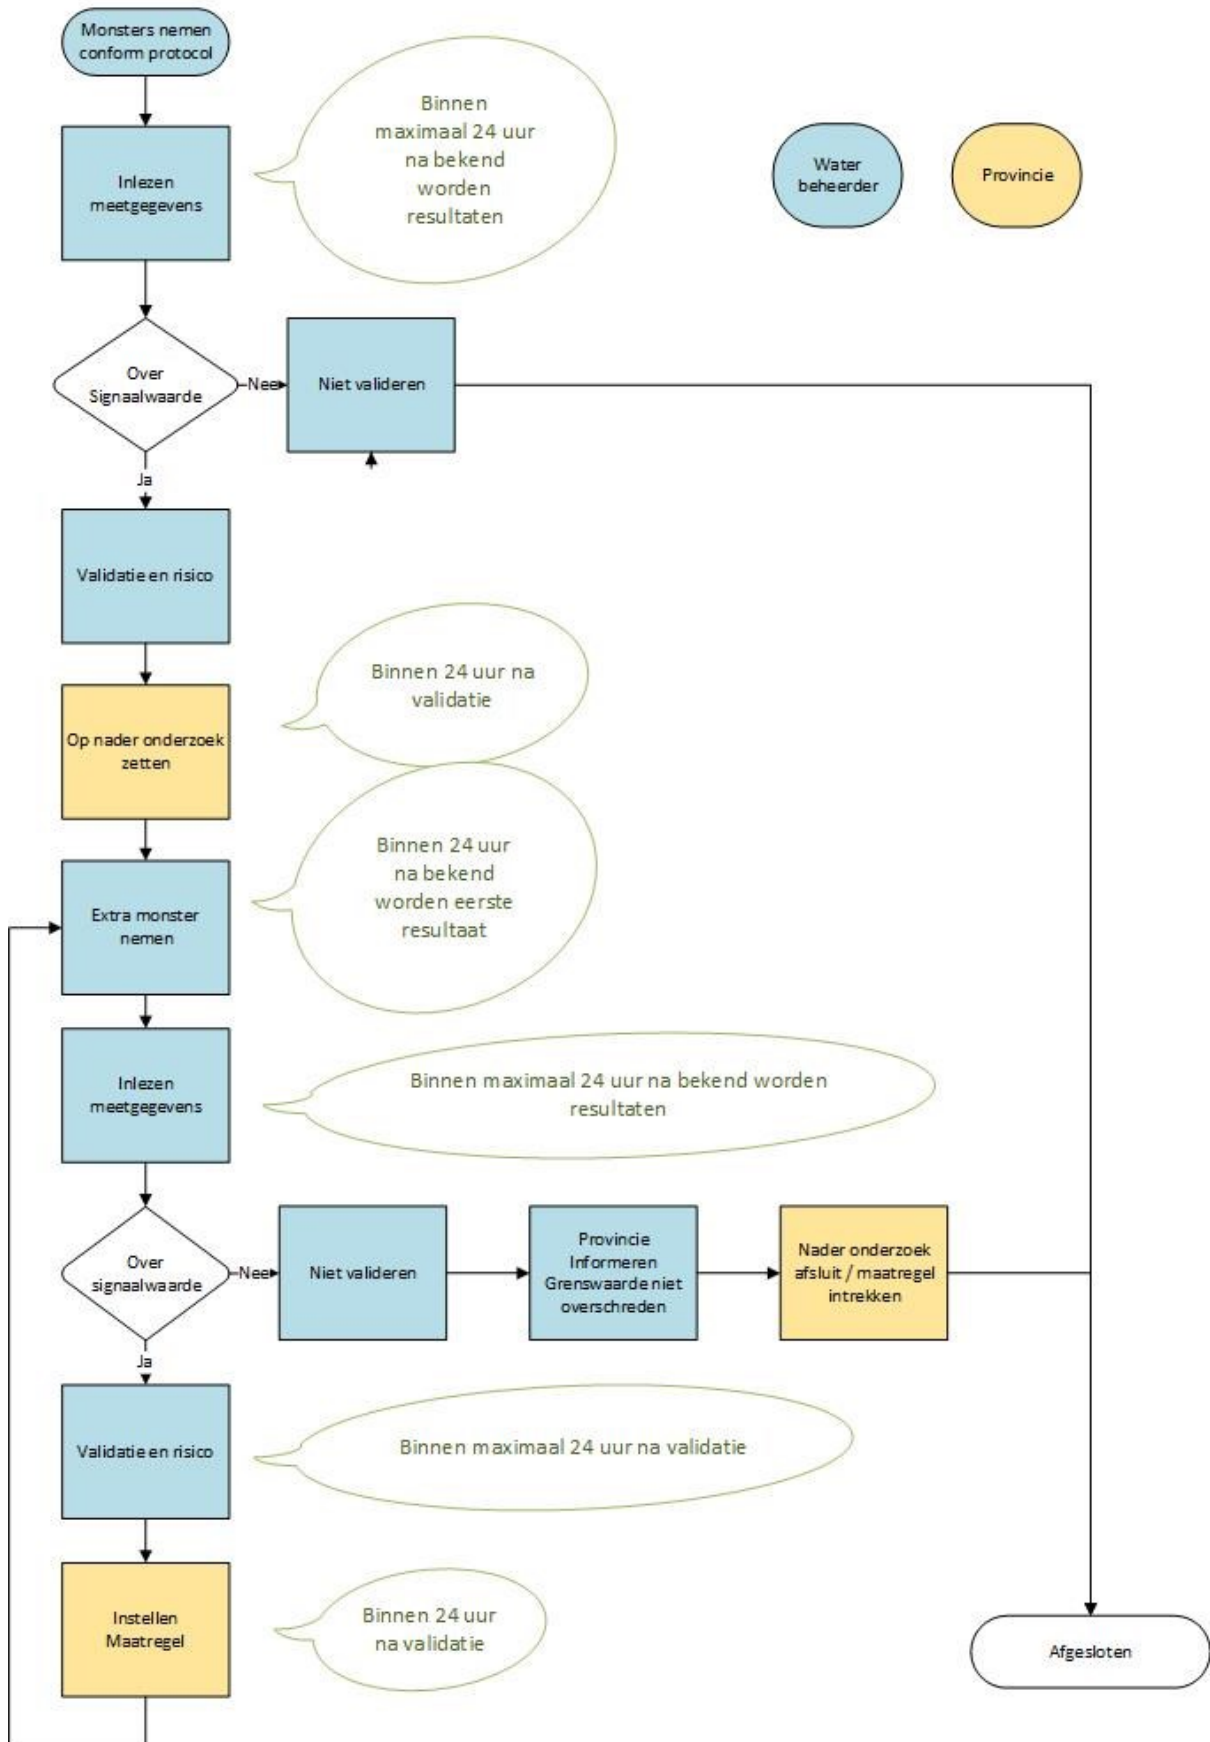 Monsters nemen
conform protocol
Binnen
maximaal 24 uur
na bekend
worden
resultaten
Inlezen
meetgegevens
Water
beheerder
Provincie
Over
Signaalwaarde
Nee
Niet valideren
Ja
Validatie en risico
Binnen 24 uur na
validatie
Op nader onderzoek
zetten
Binnen 24 uur
na bekend
worden eerste
resultaat
Extra monster
nemen
Inlezen
meetgegevens
Binnen maximaal 24 uur na bekend worden
resultaten
Over
signaalwaarde
Nee
Niet valideren
Provincie
Informeren
Grenswaarde niet
overschreden
Nader onderzoek
afsluit / maatregel
intrekken
Ja
Validatie en risico
Binnen maximaal 24 uur na validatie
Instellen
Maatregel
Binnen 24 uur
na validatie
Afgesloten